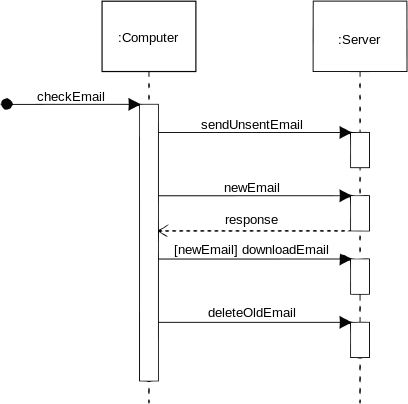 :Computer
:Server
checkEmail
sendUnsentEmail
newEmail
response
[newEmail] downloadEmail
deleteOldEmail